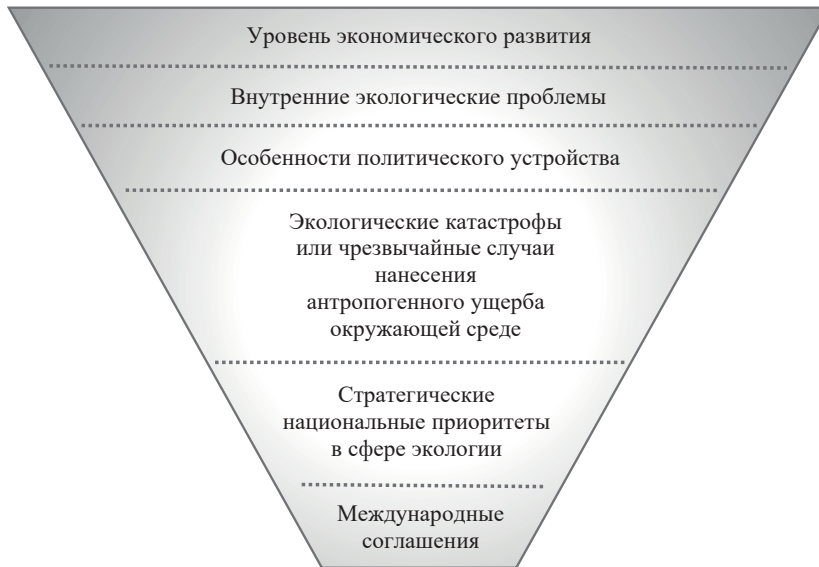 Уровень экономического развития
Внутренние экологические проблемы
Особенности политического устройства
Экологические катастрофы
или чрезвычайные случаи
нанесения
антропогенного ущерба
окружающей среде
Стратегические
национальные приоритеты
в сфере экологии
Международные
соглашения